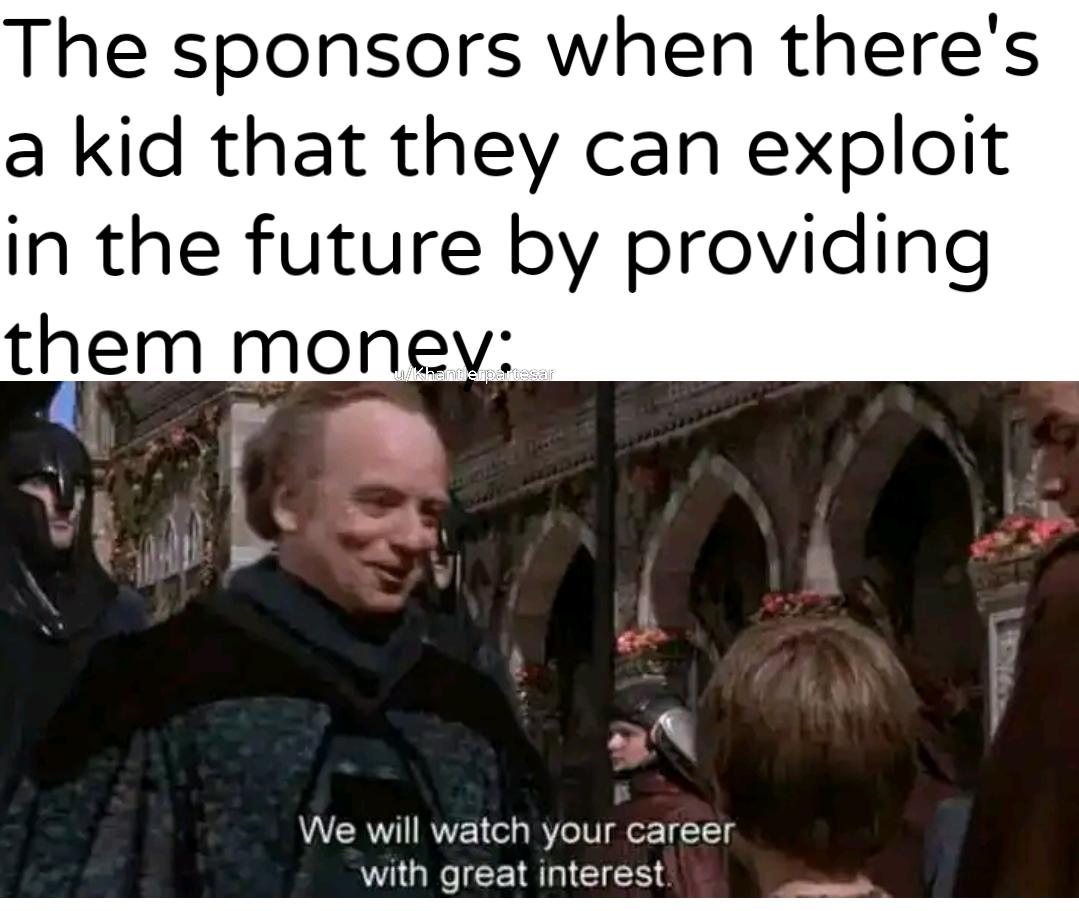 The sponsors when there's
a kid that they can exploit
in the future by providing
them money:
u/Khantlerpartesar
We will watch your career
with great interest.